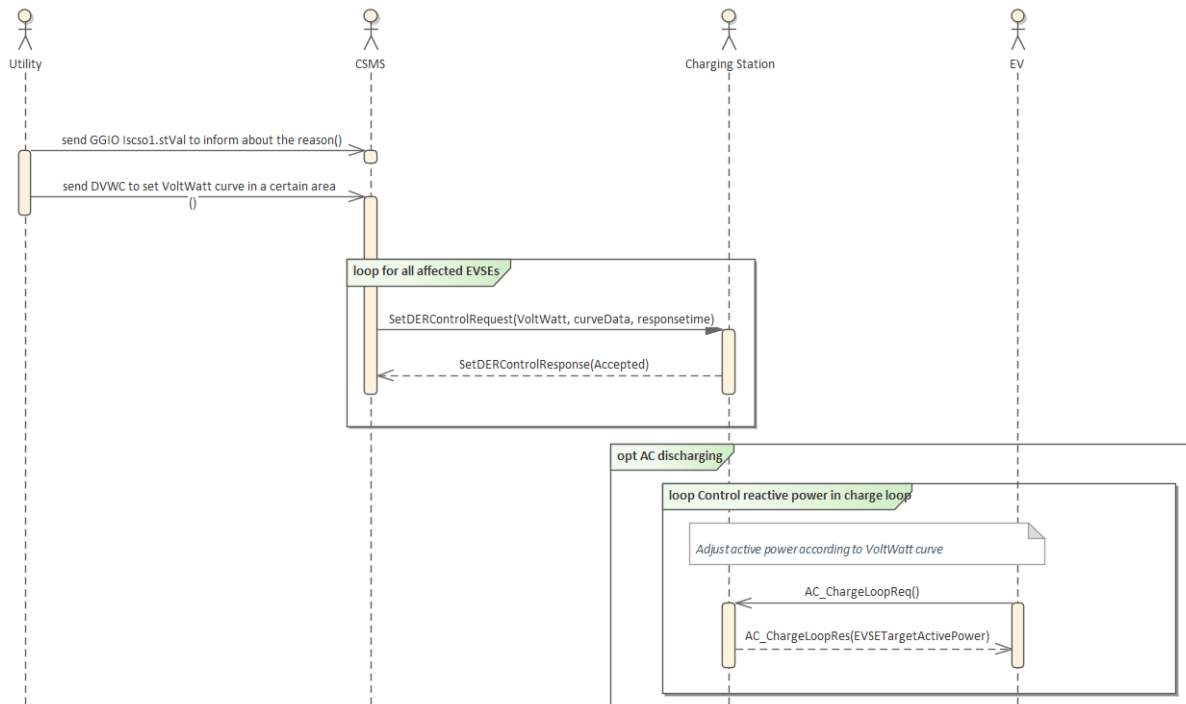 Utility
CSMS
Charging Station
EV
send GGIO Iscso1.stVal to inform about the reason()
send DVWC to set VoltWatt curve in a certain area
()
loop for all affected EVSEs
SetDERControlRequest(VoltWatt, curveData, responsetime)
SetDERControlResponse(Accepted)
opt AC discharging
loop Control reactive power in charge loop
Adjust active power according to VoltWatt curve
AC_ChargeLoopReq()
AC_ChargeLoopRes(EVSETargetActivePower)